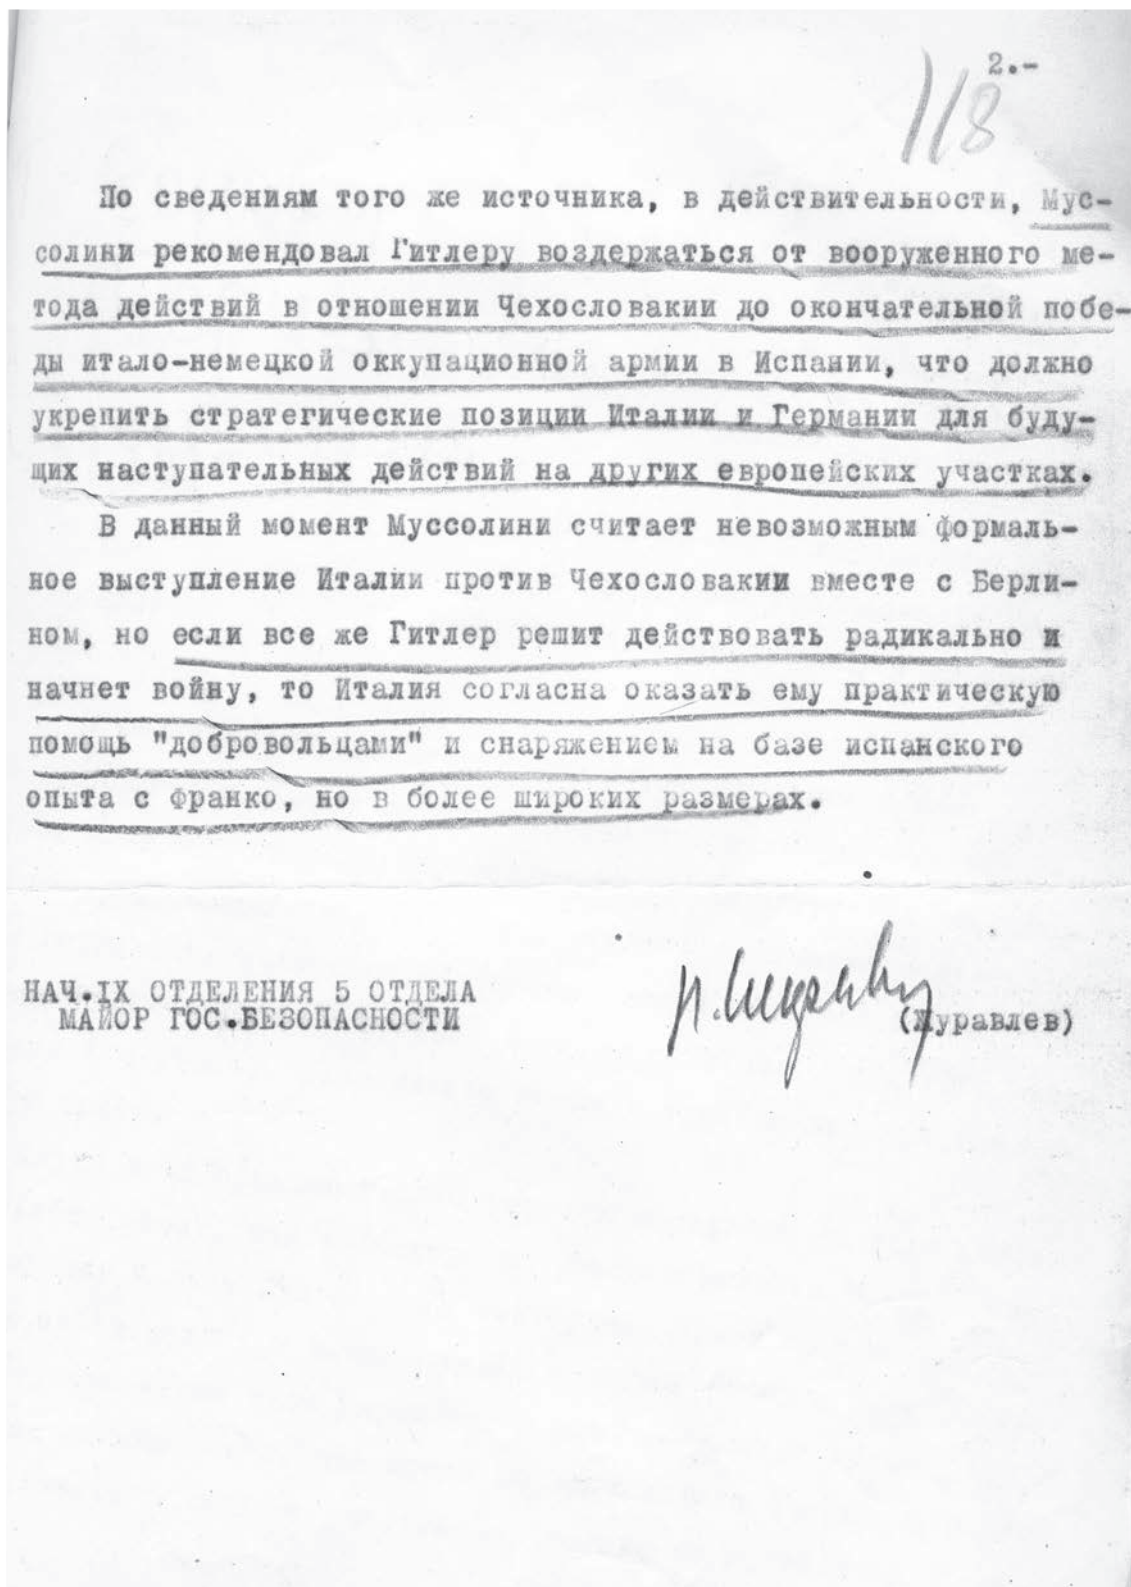 2.-
118
По сведениям того же источника, в действительности, Мус-
солини рекомендовал Гитлеру воздержаться от вооруженного ме-
тода действий в отношении Чехословакии до окончательной побе-
ды итало-немецкой оккупационной армии в Испании, что должно
укрепить стратегические позиции Италии и Германии для буду-
щих наступательных действий на других европейских участках.
В данный момент Муссолини считает невозможным формаль-
ное выступление Италии против Чехословакии вместе с Берли-
ном, но если все же Гитлер решит действовать радикально и
начнет войну, то Италия согласна оказать ему практическую
помощь "добровольцами" и снаряжением на базе испанского
опыта с Франко, но в более широких размерах.
НАЧ.IX ОТДЕЛЕНИЯ 5 ОТДЕЛА
МАЙОР ГОС.БЕЗОПАСНОСТИ
(Журавлев)